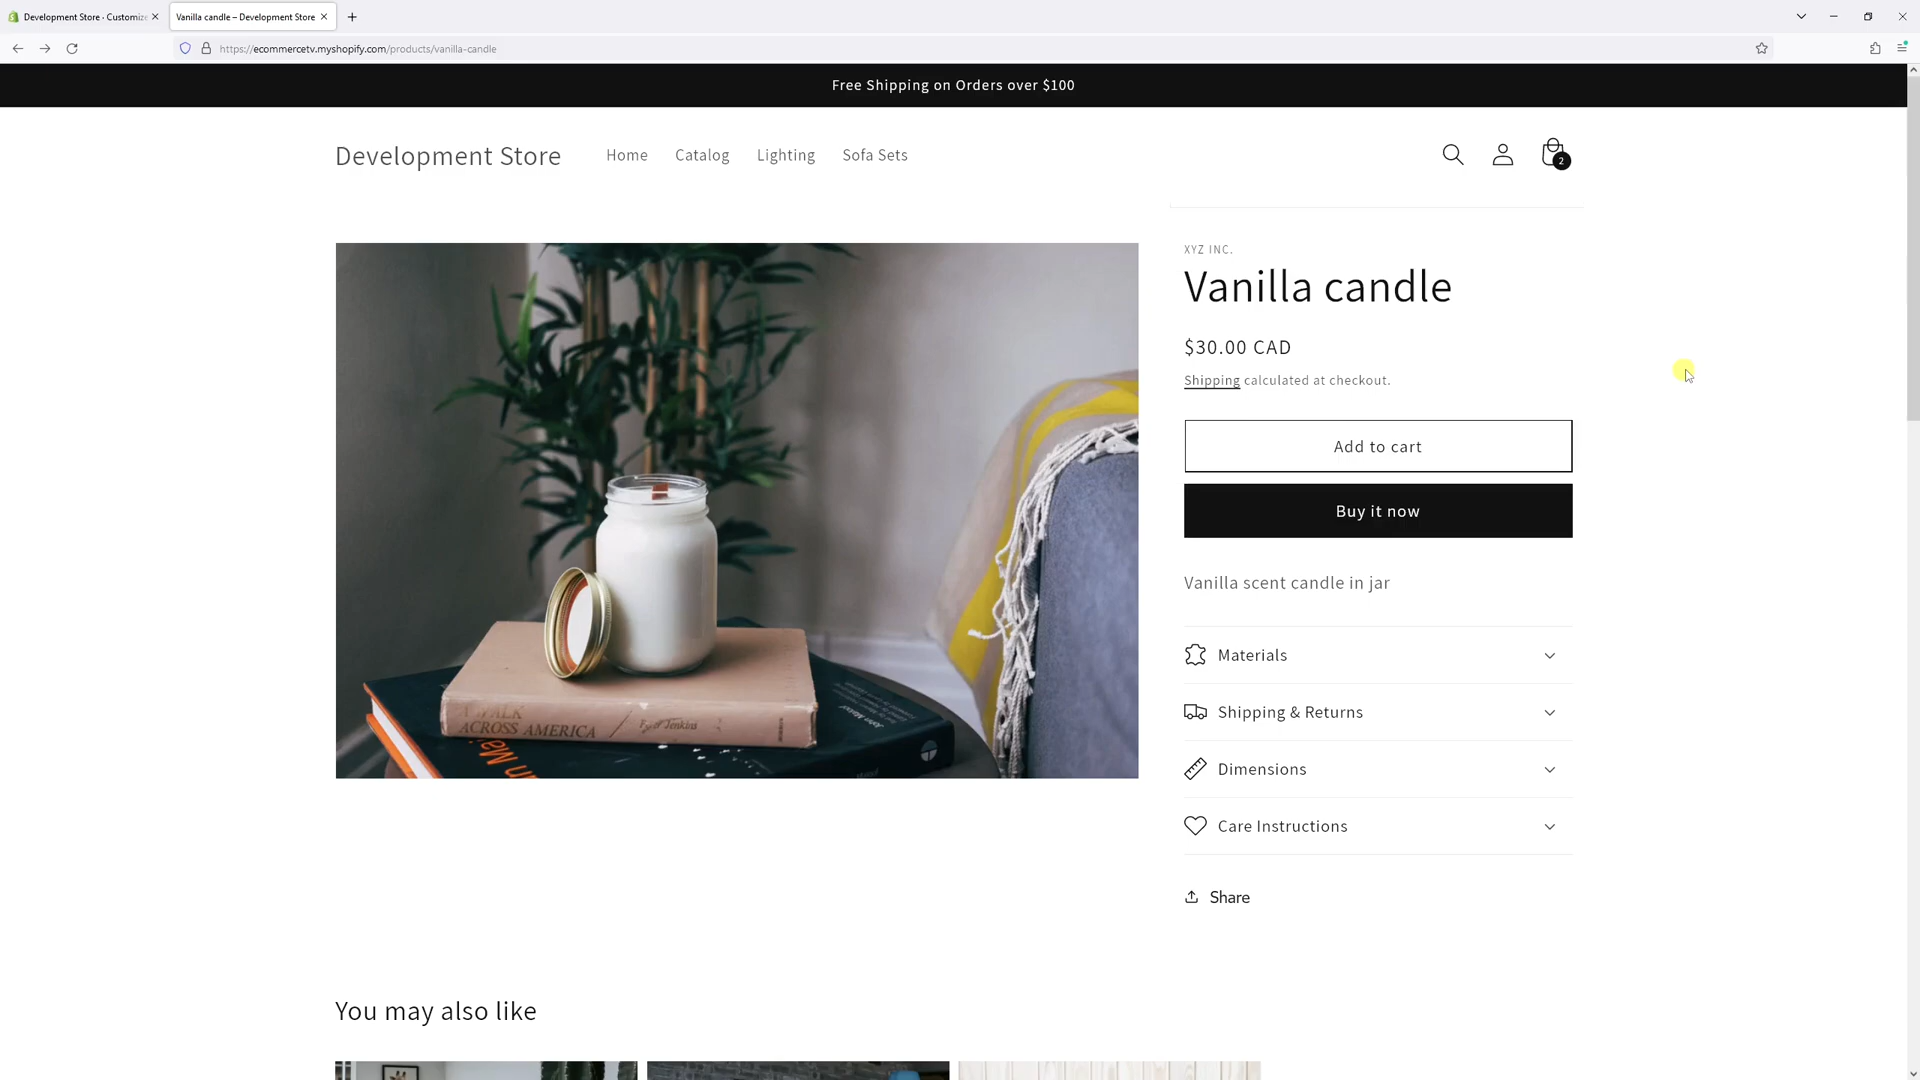 Development Store · Customize
Vanilla candle – Development Store
https://ecommercetv.myshopify.com/products/vanilla-candle
Free Shipping on Orders over $100
Development Store
Home
Catalog
Lighting
Sofa Sets
2
XYZ INC.
Vanilla candle
$30.00 CAD
Shipping calculated at checkout.
Add to cart
Buy it now
Vanilla scent candle in jar
Materials
Shipping & Returns
Dimensions
Care Instructions
Share
A WALK
ACROSS AMERICA
Jenkins
You may also like